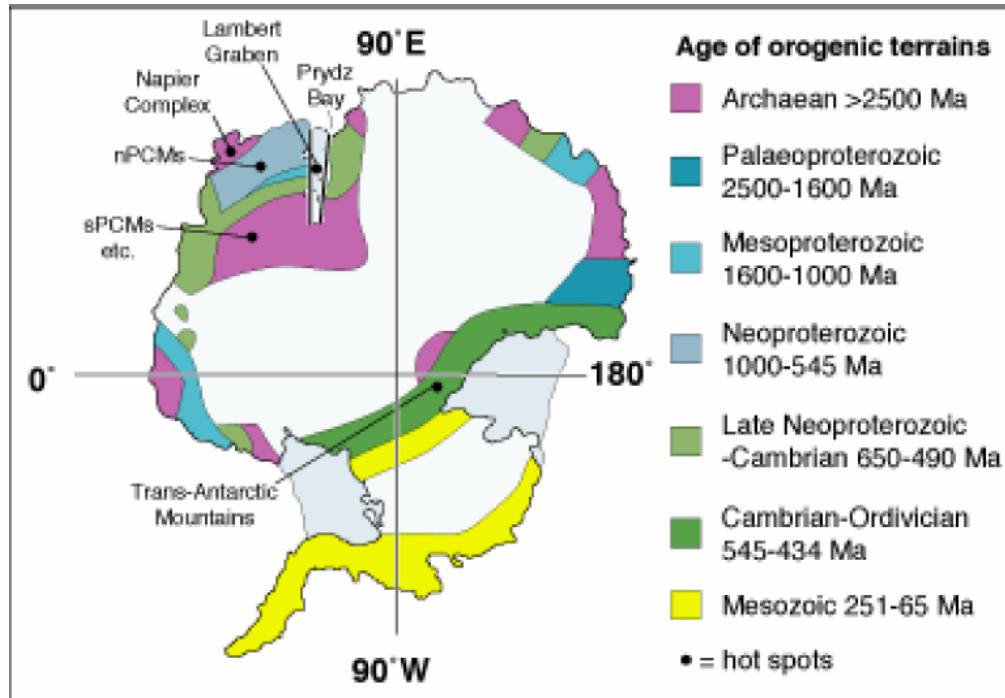 Lambert
Graben
90°E
Prydz
Bay
Napier
Complex
nPCMs
sPCMs
etc.
0°
180°
Trans-Antarctic
Mountains
90°W
Age of orogenic terrains
Archaean >2500 Ma
Palaeoproterozoic
2500-1600 Ma
Mesoproterozoic
1600-1000 Ma
Neoproterozoic
1000-545 Ma
Late Neoproterozoic
-Cambrian 650-490 Ma
Cambrian-Ordivician
545-434 Ma
Mesozoic 251-65 Ma
• = hot spots